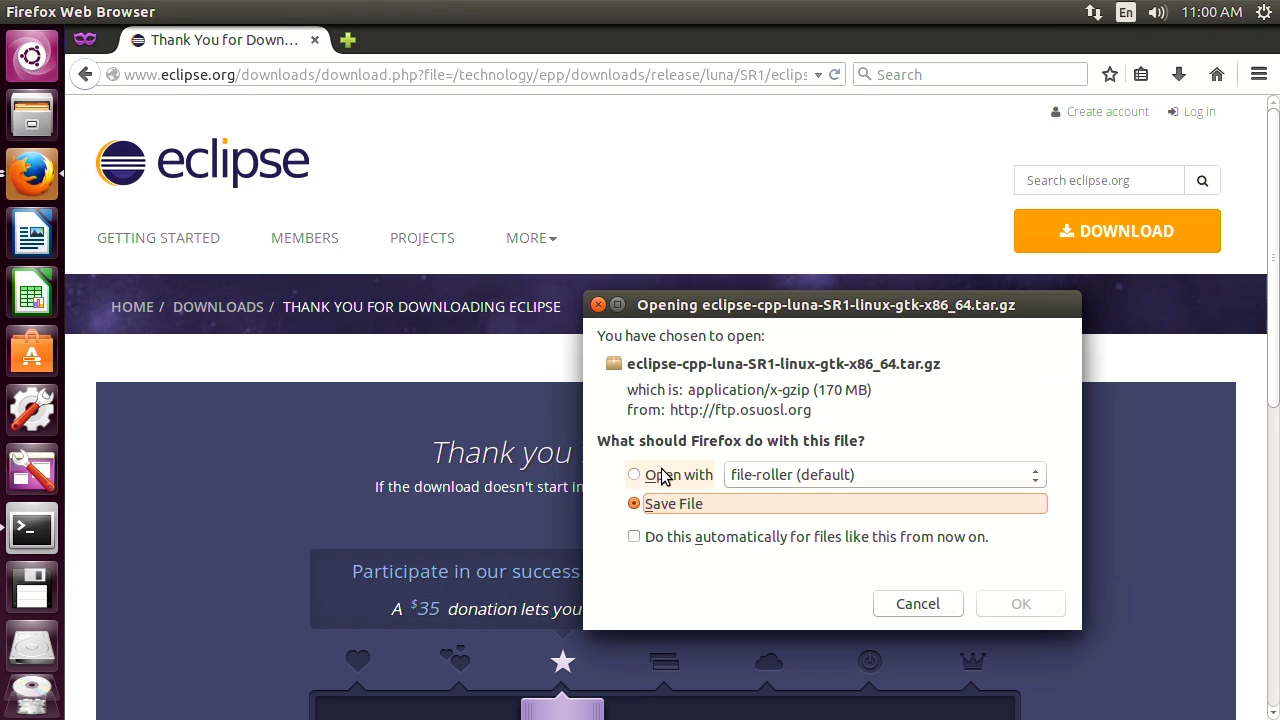 Firefox Web Browser
En
11:00 AM
Thank You for Down...
www.eclipse.org/downloads/download.php?file=/technology/epp/downloads/release/luna/SR1/eclips
Search
Create account
Log in
eclipse
Search eclipse.org
DOWNLOAD
GETTING STARTED
MEMBERS
PROJECTS
MORE
HOME / DOWNLOADS / THANK YOU FOR DOWNLOADING ECLIPSE
Opening eclipse-cpp-luna-SR1-linux-gtk-x86_64.tar.gz
You have chosen to open:
eclipse-cpp-luna-SR1-linux-gtk-x86_64.tar.gz
which is: application/x-gzip (170 MB)
from: http://ftp.osuosl.org
What should Firefox do with this file?
Open with
file-roller (default)
Save File
Do this automatically for files like this from now on.
Cancel
OK
Thank you
If the download doesn't start in
Participate in our success
A $35 donation lets you